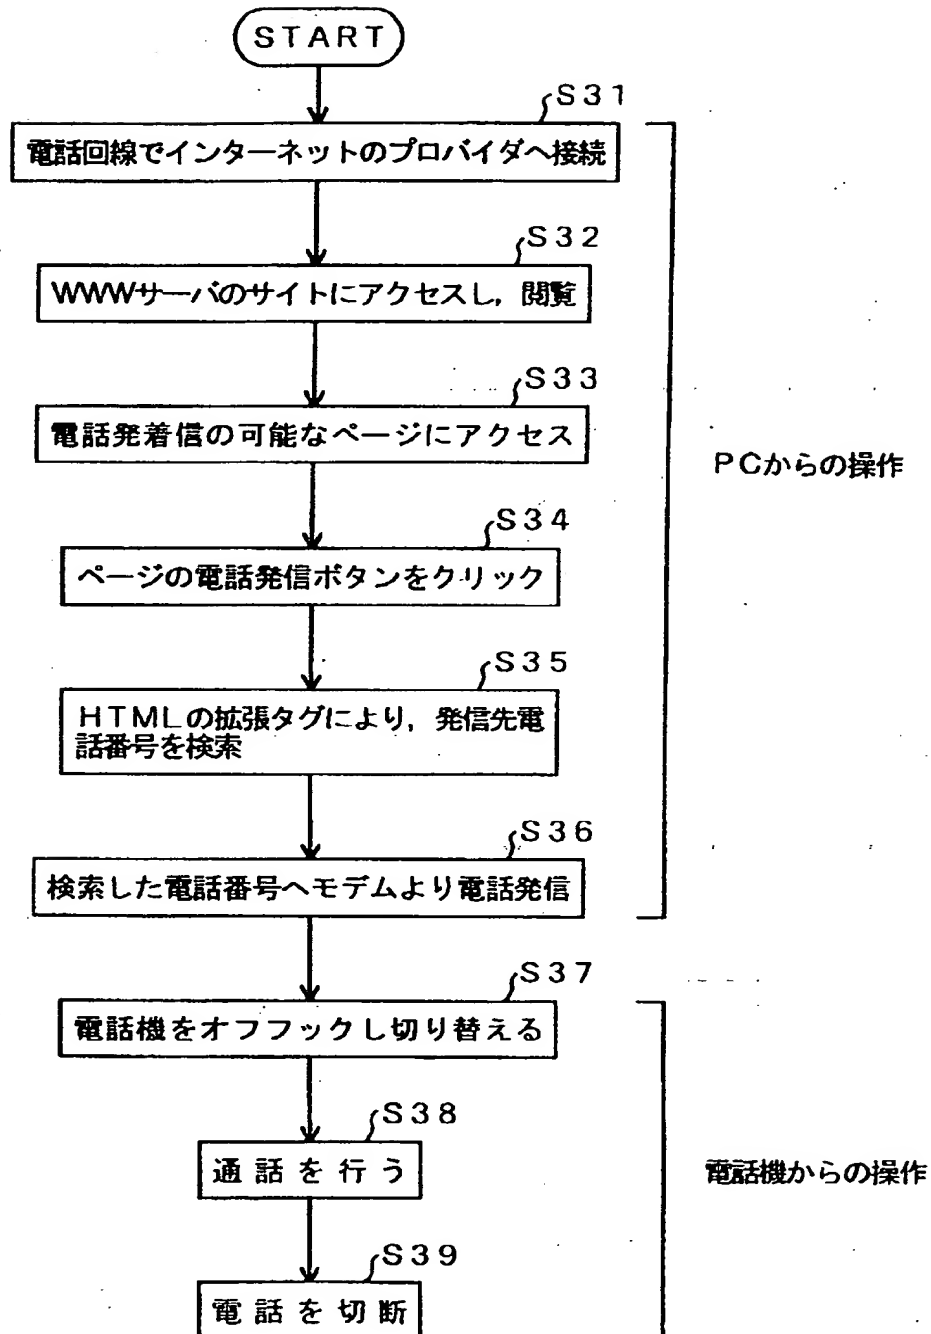 START
S31
電話回線でインターネットのプロバイダへ接続
S32
WWWサーバのサイトにアクセスし，閲覧
S33
電話発着信の可能なページにアクセス
PCからの操作
S34
ページの電話発信ボタンをクリック
S35
HTMLの拡張タグにより，発信先電
話番号を検索
S36
検索した電話番号へモデムより電話発信
S37
電話機をオフフックし切り替える
S38
通話を行う
電話機からの操作
S39
電話を切断